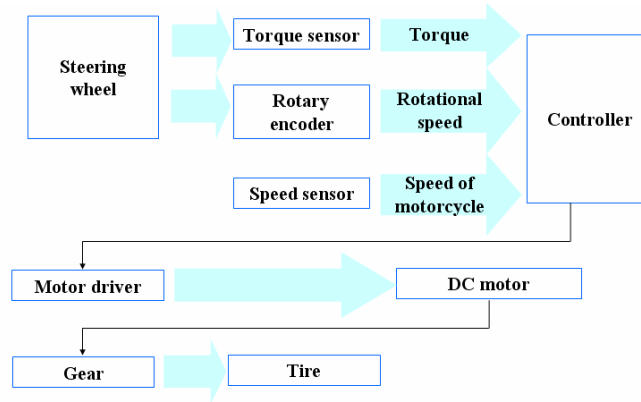 Torque sensor
Torque
Steering
wheel
Rotary
encoder
Rotational
speed
Controller
Speed sensor
Speed of
motorcycle
Motor driver
DC motor
Gear
Tire